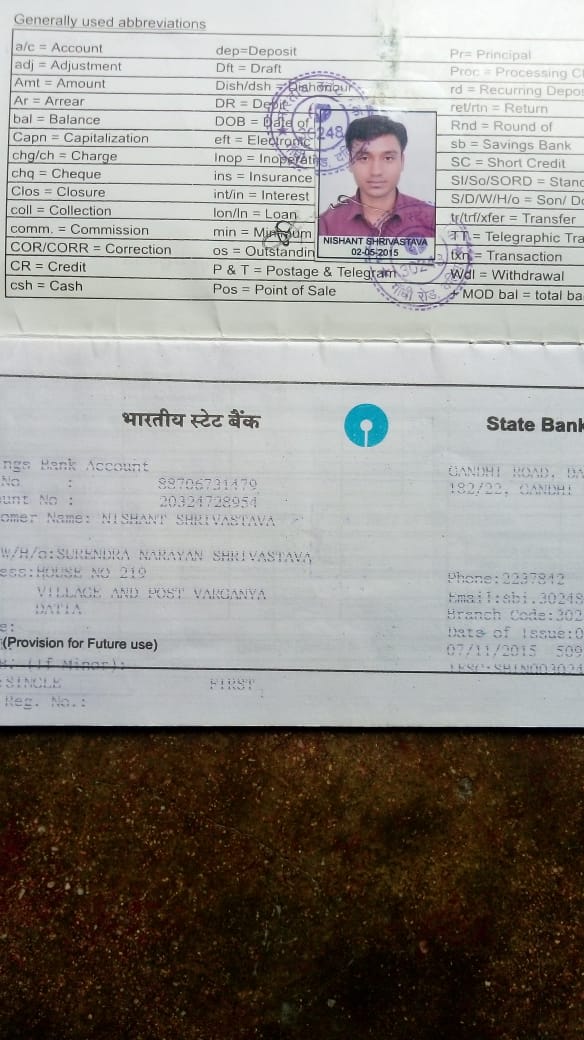 Generally used abbreviations
a/c = Account dep=Deposit Pr= Principal
adj = Adjustment Dft = Draft Proc = Processing
Amt = Amount Dish/dsh = Dishonour rd = Recurring
Ar = Arrear DR = Debit ret/rtn = Return
bal = Balance DOB = Date of Rnd = Round of
Capn = Capitalization eft = Electronic sb = Savings Bank
chg/ch = Charge Inop = SC = Short Credit
chq = Cheque ins = Insurance SI/So/SORD =
Clos = Closure int/in = Interest S/D/W/H/o = Son/
coll = Collection lon/ln = Loan tr/trf/xfer = Transfer
comm. = Commission min = Minimum TT = Telegraphic
COR/CORR = Correction os = txn = Transaction
CR = Credit P & T = Postage & Telegram Wdl = Withdrawal
csh = Cash Pos = Point of Sale MOD bal = total
NISHANT SHRIVASTAVA
02-05-2015
भारतीय स्टेट बैंक State
Bank Account
No : 88706731479
No : 20324728954
Name: NISHANT SHRIVASTAVA
W/H/o:SURENDRA NARAYAN SHRIVASTAVA
HOUSE NO 219
VILLAGE AND POST VARGANYA
DATIA
(Provision for Future use)
(If Minor):
SINGLE FIRST
Reg. No.:
GANDHI ROAD,
182/22, GANDHI
Phone:2237842
Email:sbi.30248
Branch Code:302
Date of Issue:0
07/11/2015 509